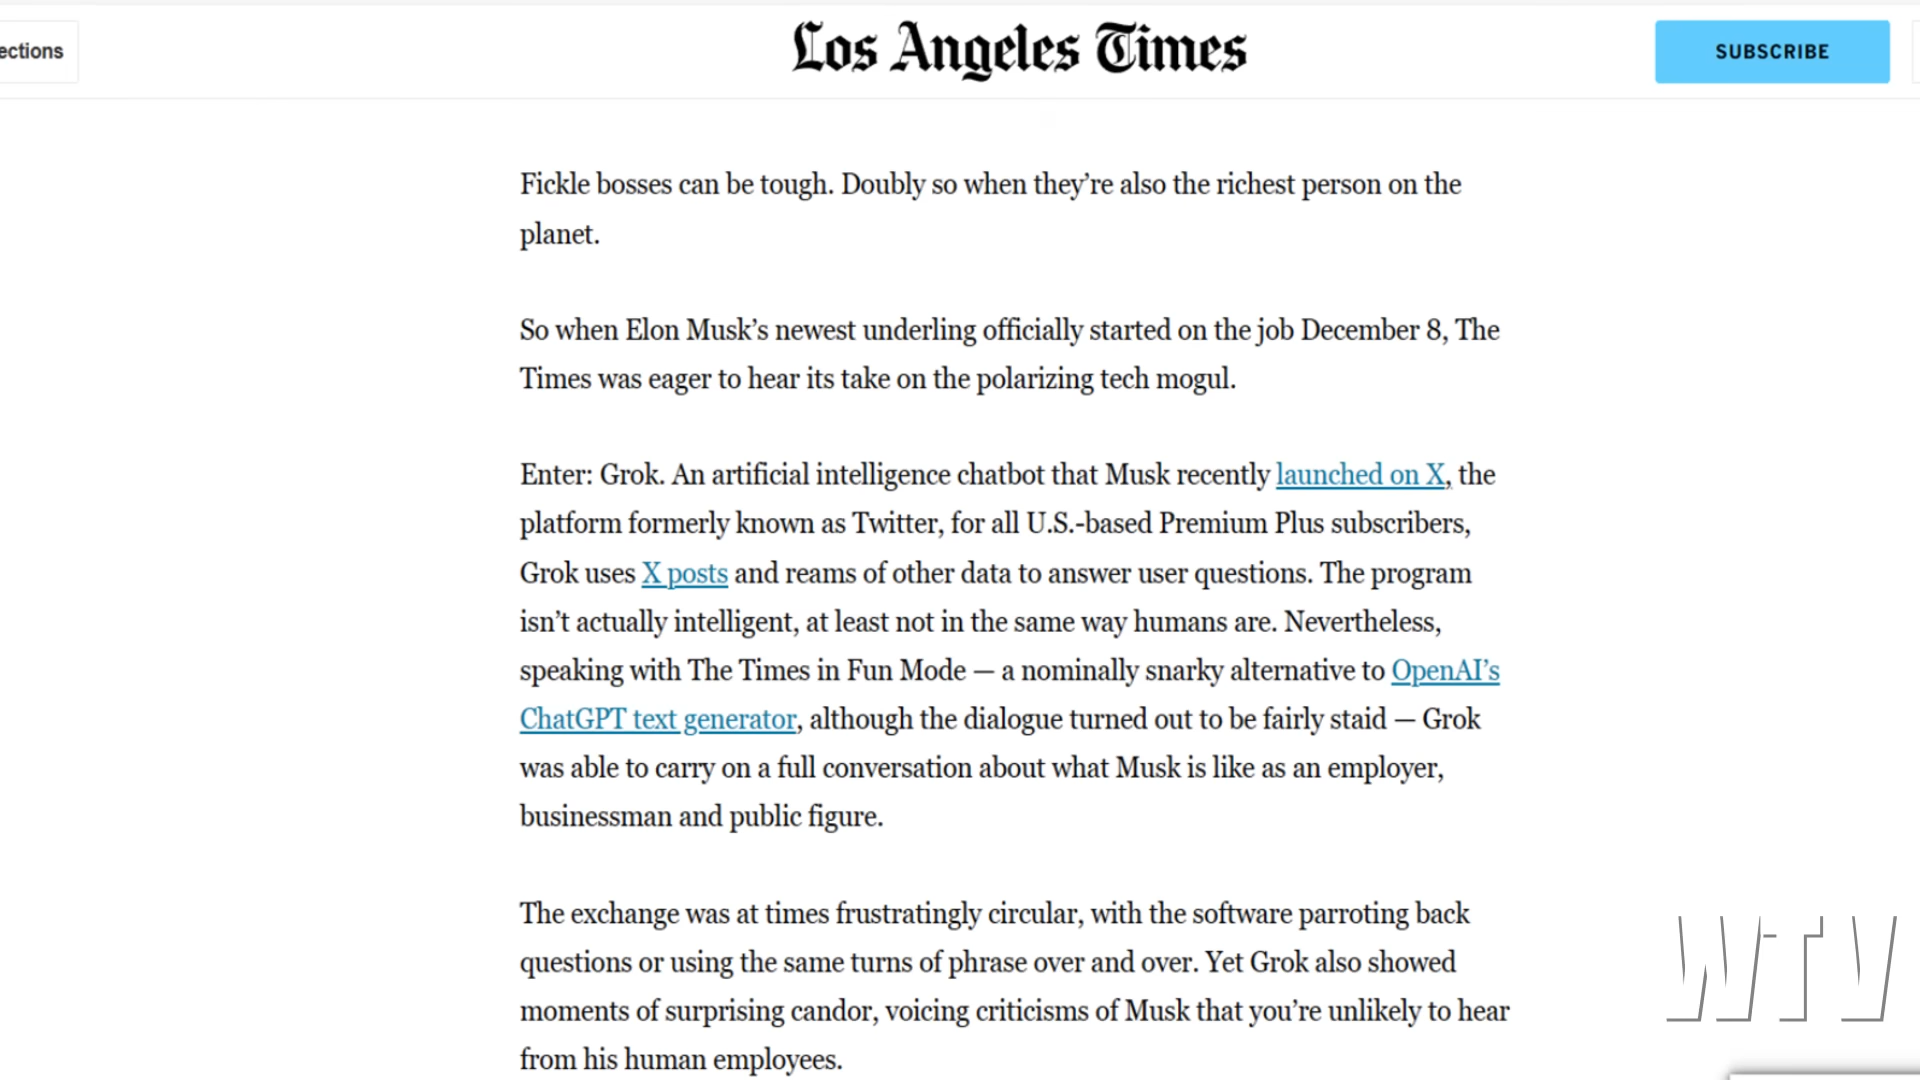 ections
Los Angeles Times
SUBSCRIBE
Fickle bosses can be tough. Doubly so when they’re also the richest person on the
planet.
So when Elon Musk’s newest underling officially started on the job December 8, The
Times was eager to hear its take on the polarizing tech mogul.
Enter: Grok. An artificial intelligence chatbot that Musk recently launched on X, the
platform formerly known as Twitter, for all U.S.-based Premium Plus subscribers,
Grok uses X posts and reams of other data to answer user questions. The program
isn’t actually intelligent, at least not in the same way humans are. Nevertheless,
speaking with The Times in Fun Mode — a nominally snarky alternative to OpenAI’s
ChatGPT text generator, although the dialogue turned out to be fairly staid — Grok
was able to carry on a full conversation about what Musk is like as an employer,
businessman and public figure.
The exchange was at times frustratingly circular, with the software parroting back
questions or using the same turns of phrase over and over. Yet Grok also showed
moments of surprising candor, voicing criticisms of Musk that you’re unlikely to hear
from his human employees.
WTV